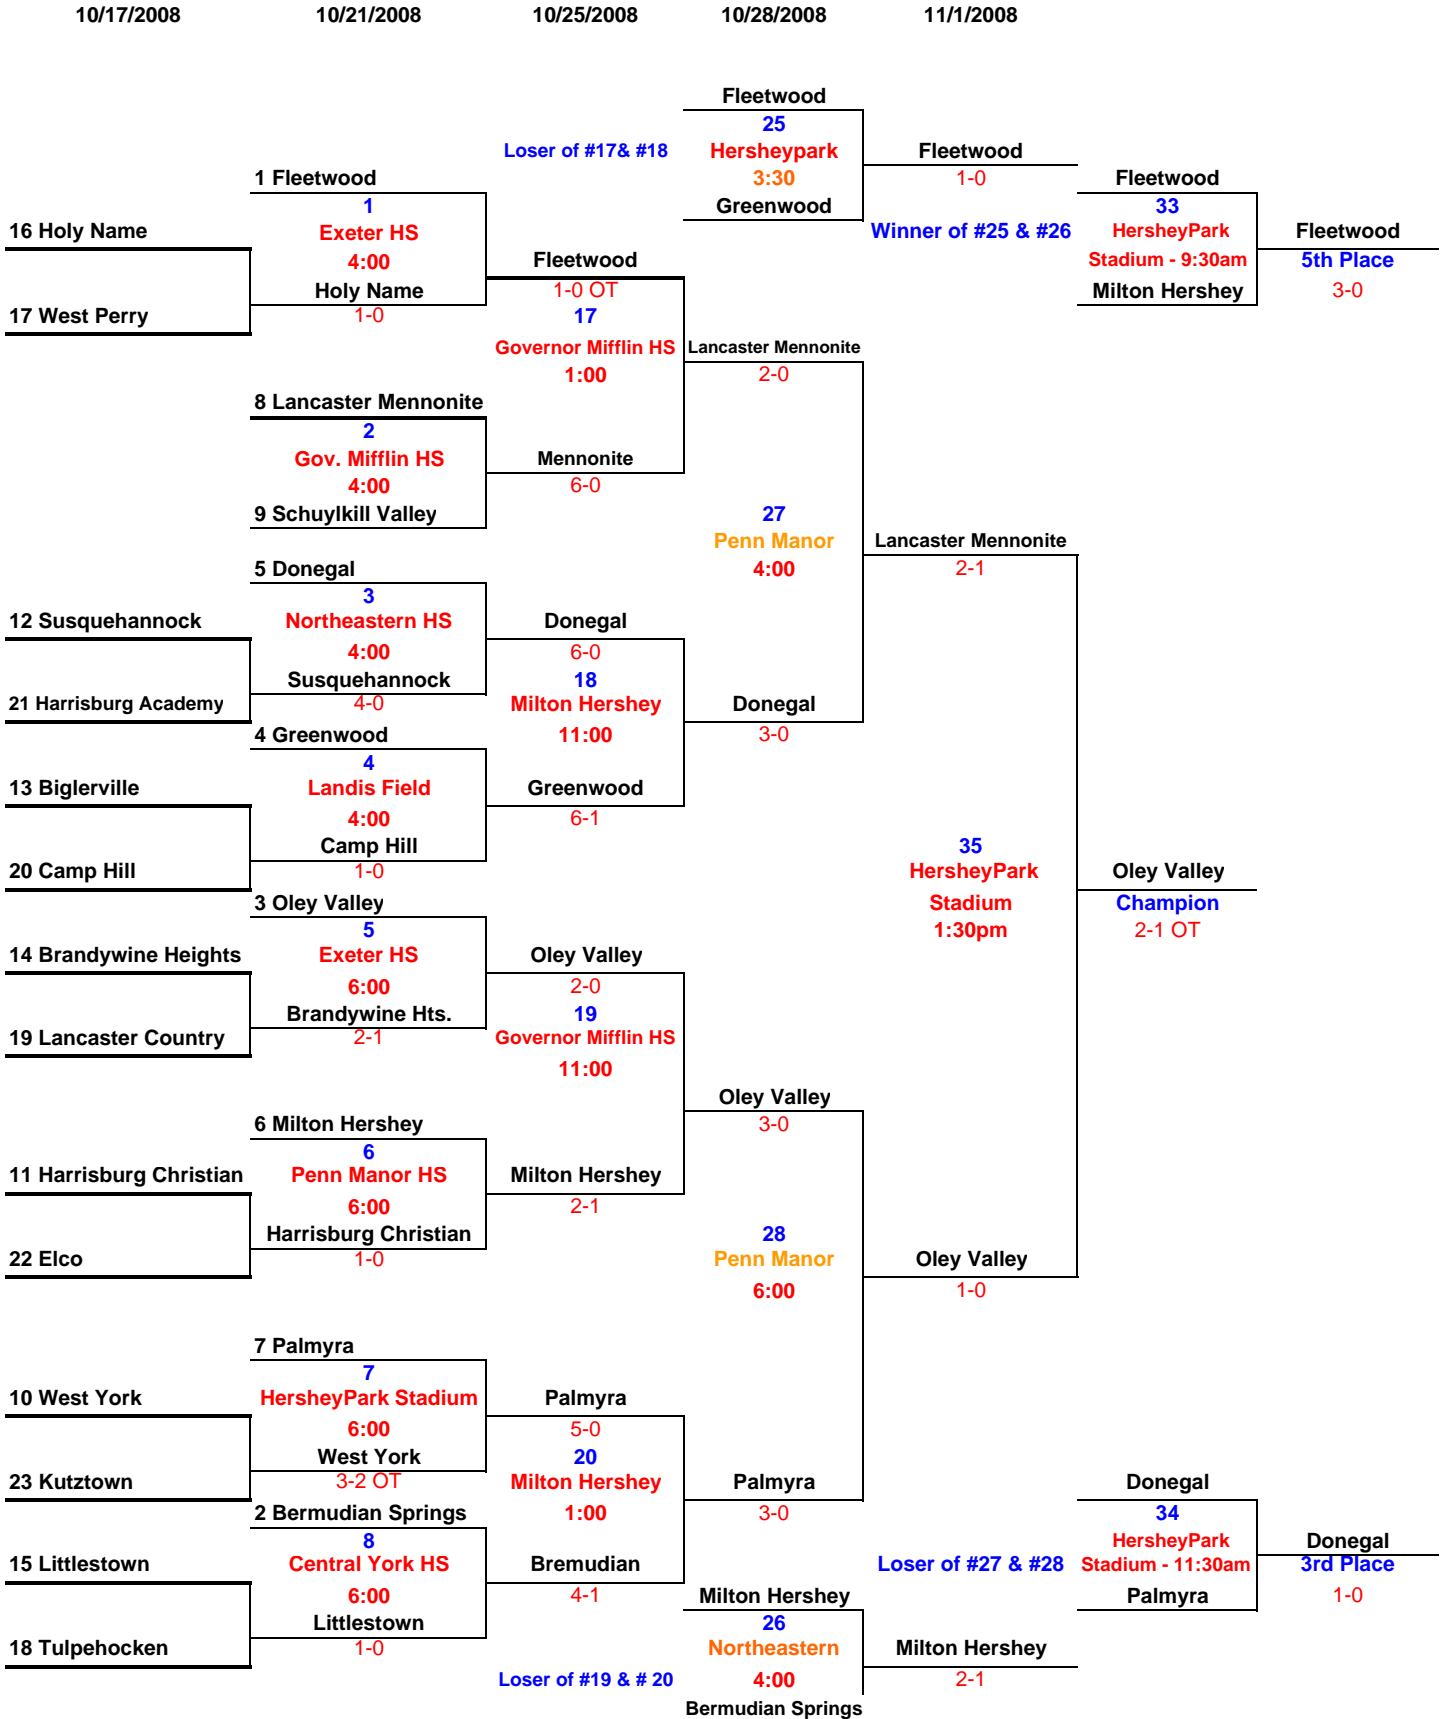 10/17/2008 10/21/2008 10/25/2008 10/28/2008 11/1/2008
Fleetwood
25
Loser of #17& #18 Hersheypark Fleetwood
1 Fleetwood 3:30 1-0 Fleetwood
1 Greenwood 33
16 Holy Name Exeter HS Winner of #25 & #26 HersheyPark Fleetwood
4:00 Fleetwood Stadium - 9:30am 5th Place
Holy Name 1-0 OT Milton Hershey 3-0
17 West Perry 1-0 17
Governor Mifflin HS Lancaster Mennonite
1:00 2-0
8 Lancaster Mennonite
2
Gov. Mifflin HS Mennonite
4:00 6-0
9 Schuylkill Valley 27
Penn Manor Lancaster Mennonite
5 Donegal 4:00 2-1
3
12 Susquehannock Northeastern HS Donegal
4:00 6-0
Susquehannock 18
21 Harrisburg Academy 4-0 Milton Hershey Donegal
4 Greenwood 11:00 3-0
4
13 Biglerville Landis Field Greenwood
4:00 6-1
Camp Hill 35
20 Camp Hill 1-0 HersheyPark Oley Valley
3 Oley Valley Stadium Champion
5 1:30pm 2-1 OT
14 Brandywine Heights Exeter HS Oley Valley
6:00 2-0
Brandywine Hts. 19
19 Lancaster Country 2-1 Governor Mifflin HS
11:00
Oley Valley
6 Milton Hershey 3-0
6
11 Harrisburg Christian Penn Manor HS Milton Hershey
6:00 2-1
Harrisburg Christian 28
22 Elco 1-0 Penn Manor Oley Valley
6:00 1-0
7 Palmyra
7
10 West York HersheyPark Stadium Palmyra
6:00 5-0
West York 20
23 Kutztown 3-2 OT Milton Hershey Palmyra Donegal
2 Bermudian Springs 1:00 3-0 34
8 HersheyPark Donegal
15 Littlestown Central York HS Bremudian Loser of #27 & #28 Stadium - 11:30am 3rd Place
6:00 4-1 Milton Hershey Palmyra 1-0
Littlestown 26
18 Tulpehocken 1-0 Northeastern Milton Hershey
Loser of #19 & # 20 4:00 2-1
Bermudian Springs